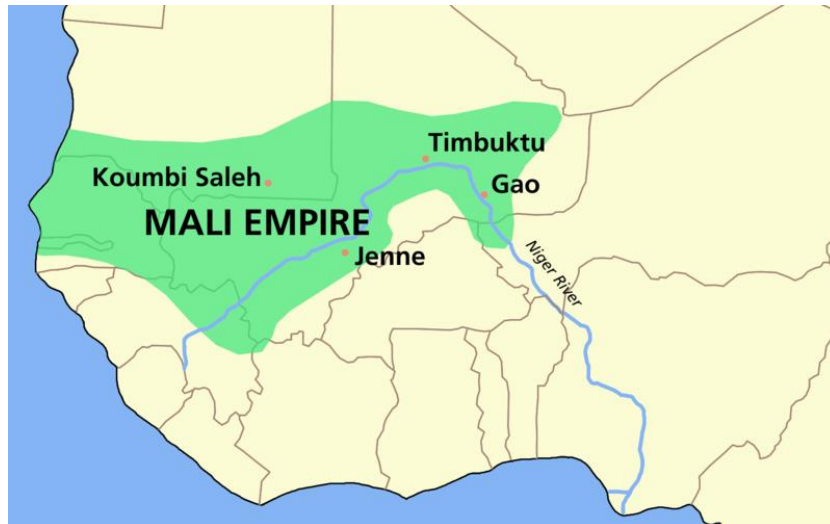 Timbuktu
Koumbi Saleh
Gao
MALI EMPIRE
Jenne
Niger River